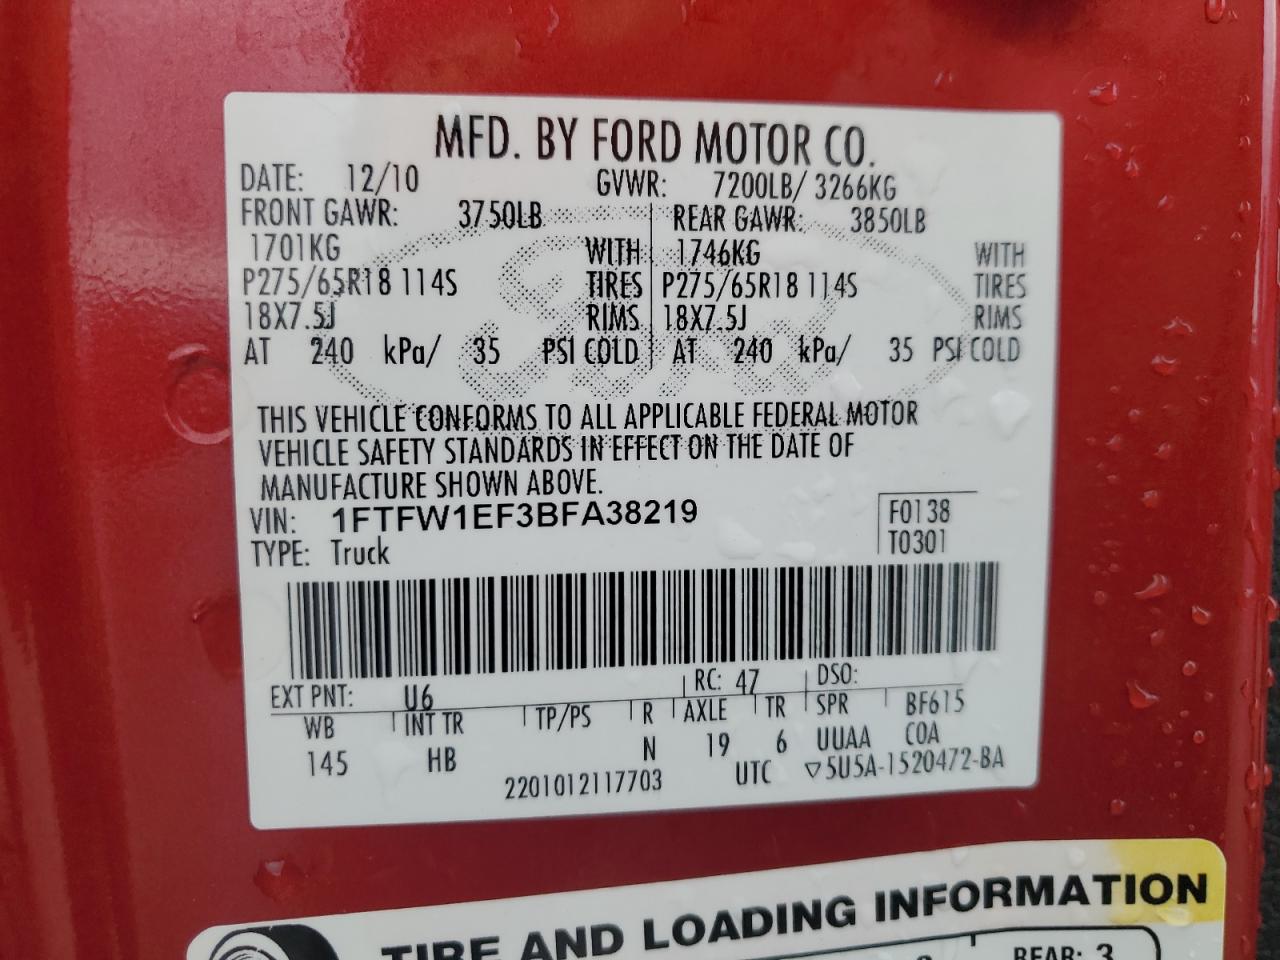 MFD. BY FORD MOTOR CO.
DATE: 12/10 GVWR: 7200LB/ 3266KG
FRONT GAWR: 3750LB REAR GAWR: 3850LB
1701KG WITH 1746KG WITH
P275/65R18 114S TIRES P275/65R18 114S TIRES
18X7.5J RIMS 18X7.5J RIMS
AT 240 kPa/ 35 PSI COLD AT 240 kPa/ 35 PSI COLD
THIS VEHICLE CONFORMS TO ALL APPLICABLE FEDERAL MOTOR
VEHICLE SAFETY STANDARDS IN EFFECT ON THE DATE OF
MANUFACTURE SHOWN ABOVE.
VIN: 1FTFW1EF3BFA38219 F0138
TYPE: Truck T0301
EXT PNT: U6 RC: 47 DSO:
WB INT TR TP/PS R AXLE TR SPR BF615
145 HB N 19 6 UUAA COA
2201012117703 UTC ▽5U5A-1520472-BA
TIRE AND LOADING INFORMATION
REAR: 3